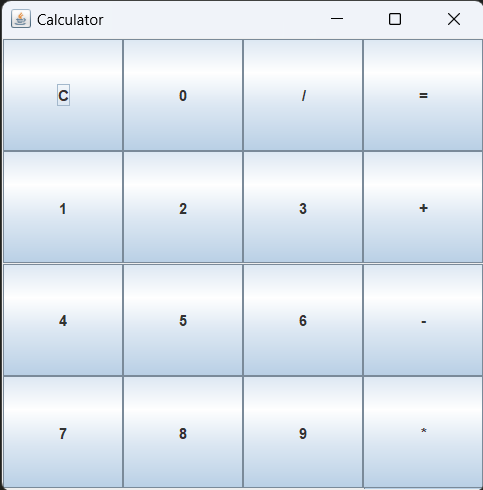 Calculator
C 0 / =
1 2 3 +
4 5 6 -
7 8 9 *